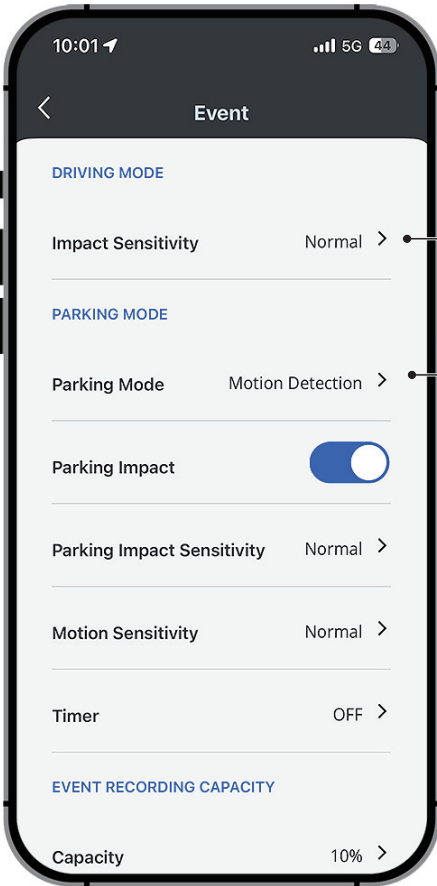 10:01 5G 44
Event
DRIVING MODE
Impact Sensitivity Normal
PARKING MODE
Parking Mode Motion Detection
Parking Impact
Parking Impact Sensitivity Normal
Motion Sensitivity Normal
Timer OFF
EVENT RECORDING CAPACITY
Capacity 10%